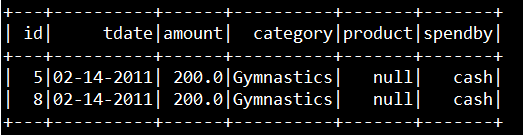 +---+----------+------+----------+-------+-------+
| id|     tdate|amount|  category|product|spendby|
+---+----------+------+----------+-------+-------+
|  5|02-14-2011| 200.0|Gymnastics|   null|   cash|
|  8|02-14-2011| 200.0|Gymnastics|   null|   cash|
+---+----------+------+----------+-------+-------+